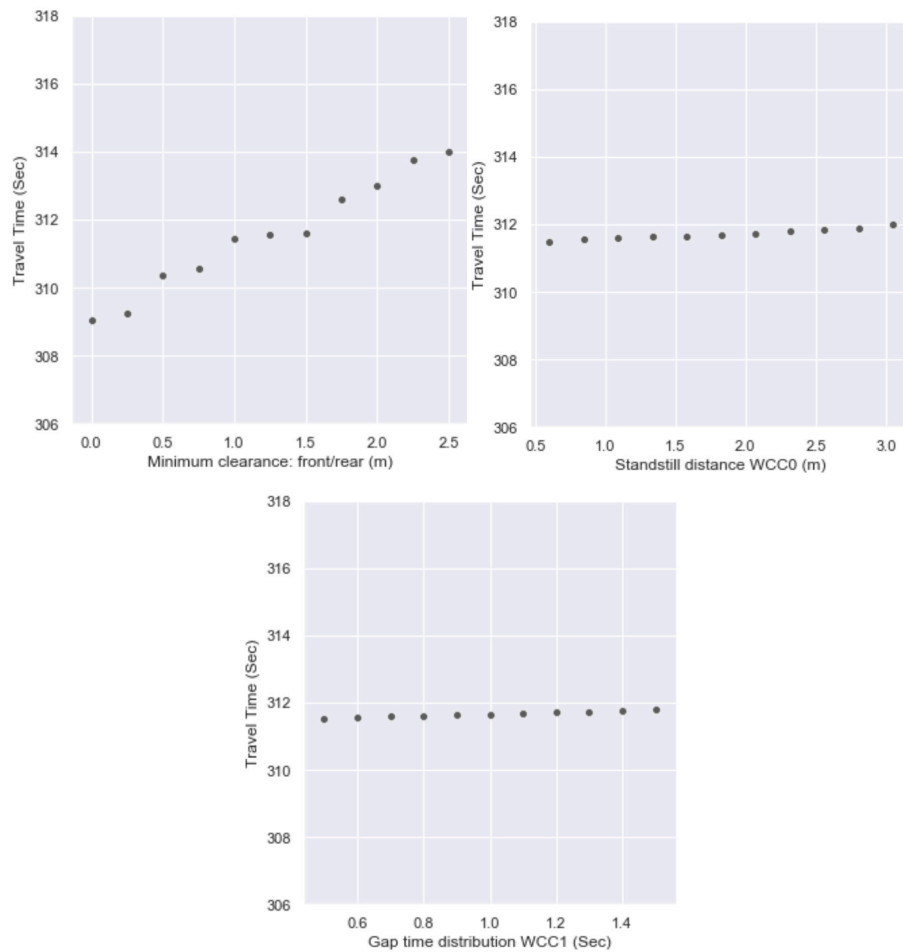 318
316
314
312
310
308
306
Travel Time (Sec)
0.0 0.5 1.0 1.5 2.0 2.5
Minimum clearance: front/rear (m)
318
316
314
312
310
308
306
Travel Time (Sec)
0.5 1.0 1.5 2.0 2.5 3.0
Standstill distance WCC0 (m)
318
316
314
312
310
308
306
Travel Time (Sec)
0.6 0.8 1.0 1.2 1.4
Gap time distribution WCC1 (Sec)